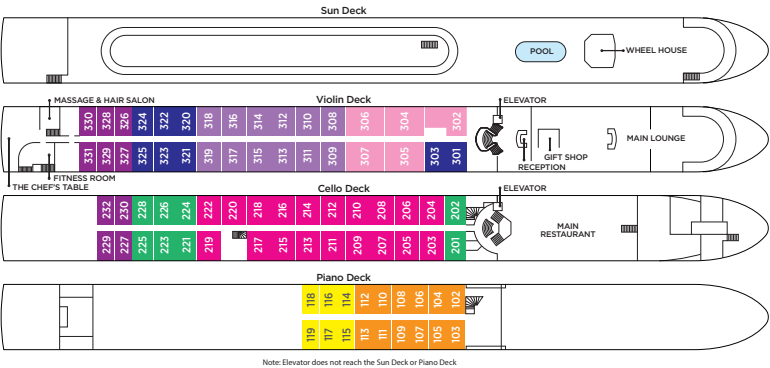 Sun Deck
POOL
WHEEL HOUSE
MASSAGE & HAIR SALON
Violin Deck
ELEVATOR
330 328 326 324 322 320 318 316 314 312 310 308 306 304 302
331 329 327 325 323 321 319 317 315 313 311 309 307 305 303 301
MAIN LOUNGE
GIFT SHOP
RECEPTION
FITNESS ROOM
THE CHEF'S TABLE
Cello Deck
ELEVATOR
232 230 228 226 224 222 220 218 216 214 212 210 208 206 204 202
229 227 225 223 221 219 217 215 213 211 209 207 205 203 201
MAIN
RESTAURANT
Piano Deck
118 116 114 112 110 108 106 104 102
119 117 115 113 111 109 107 105 103
Note: Elevator does not reach the Sun Deck or Piano Deck